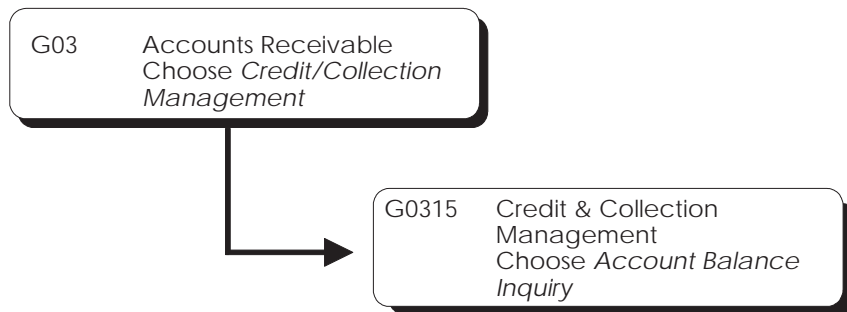 G03 Accounts Receivable
Choose Credit/Collection
Management
G0315 Credit & Collection
Management
Choose Account Balance
Inquiry